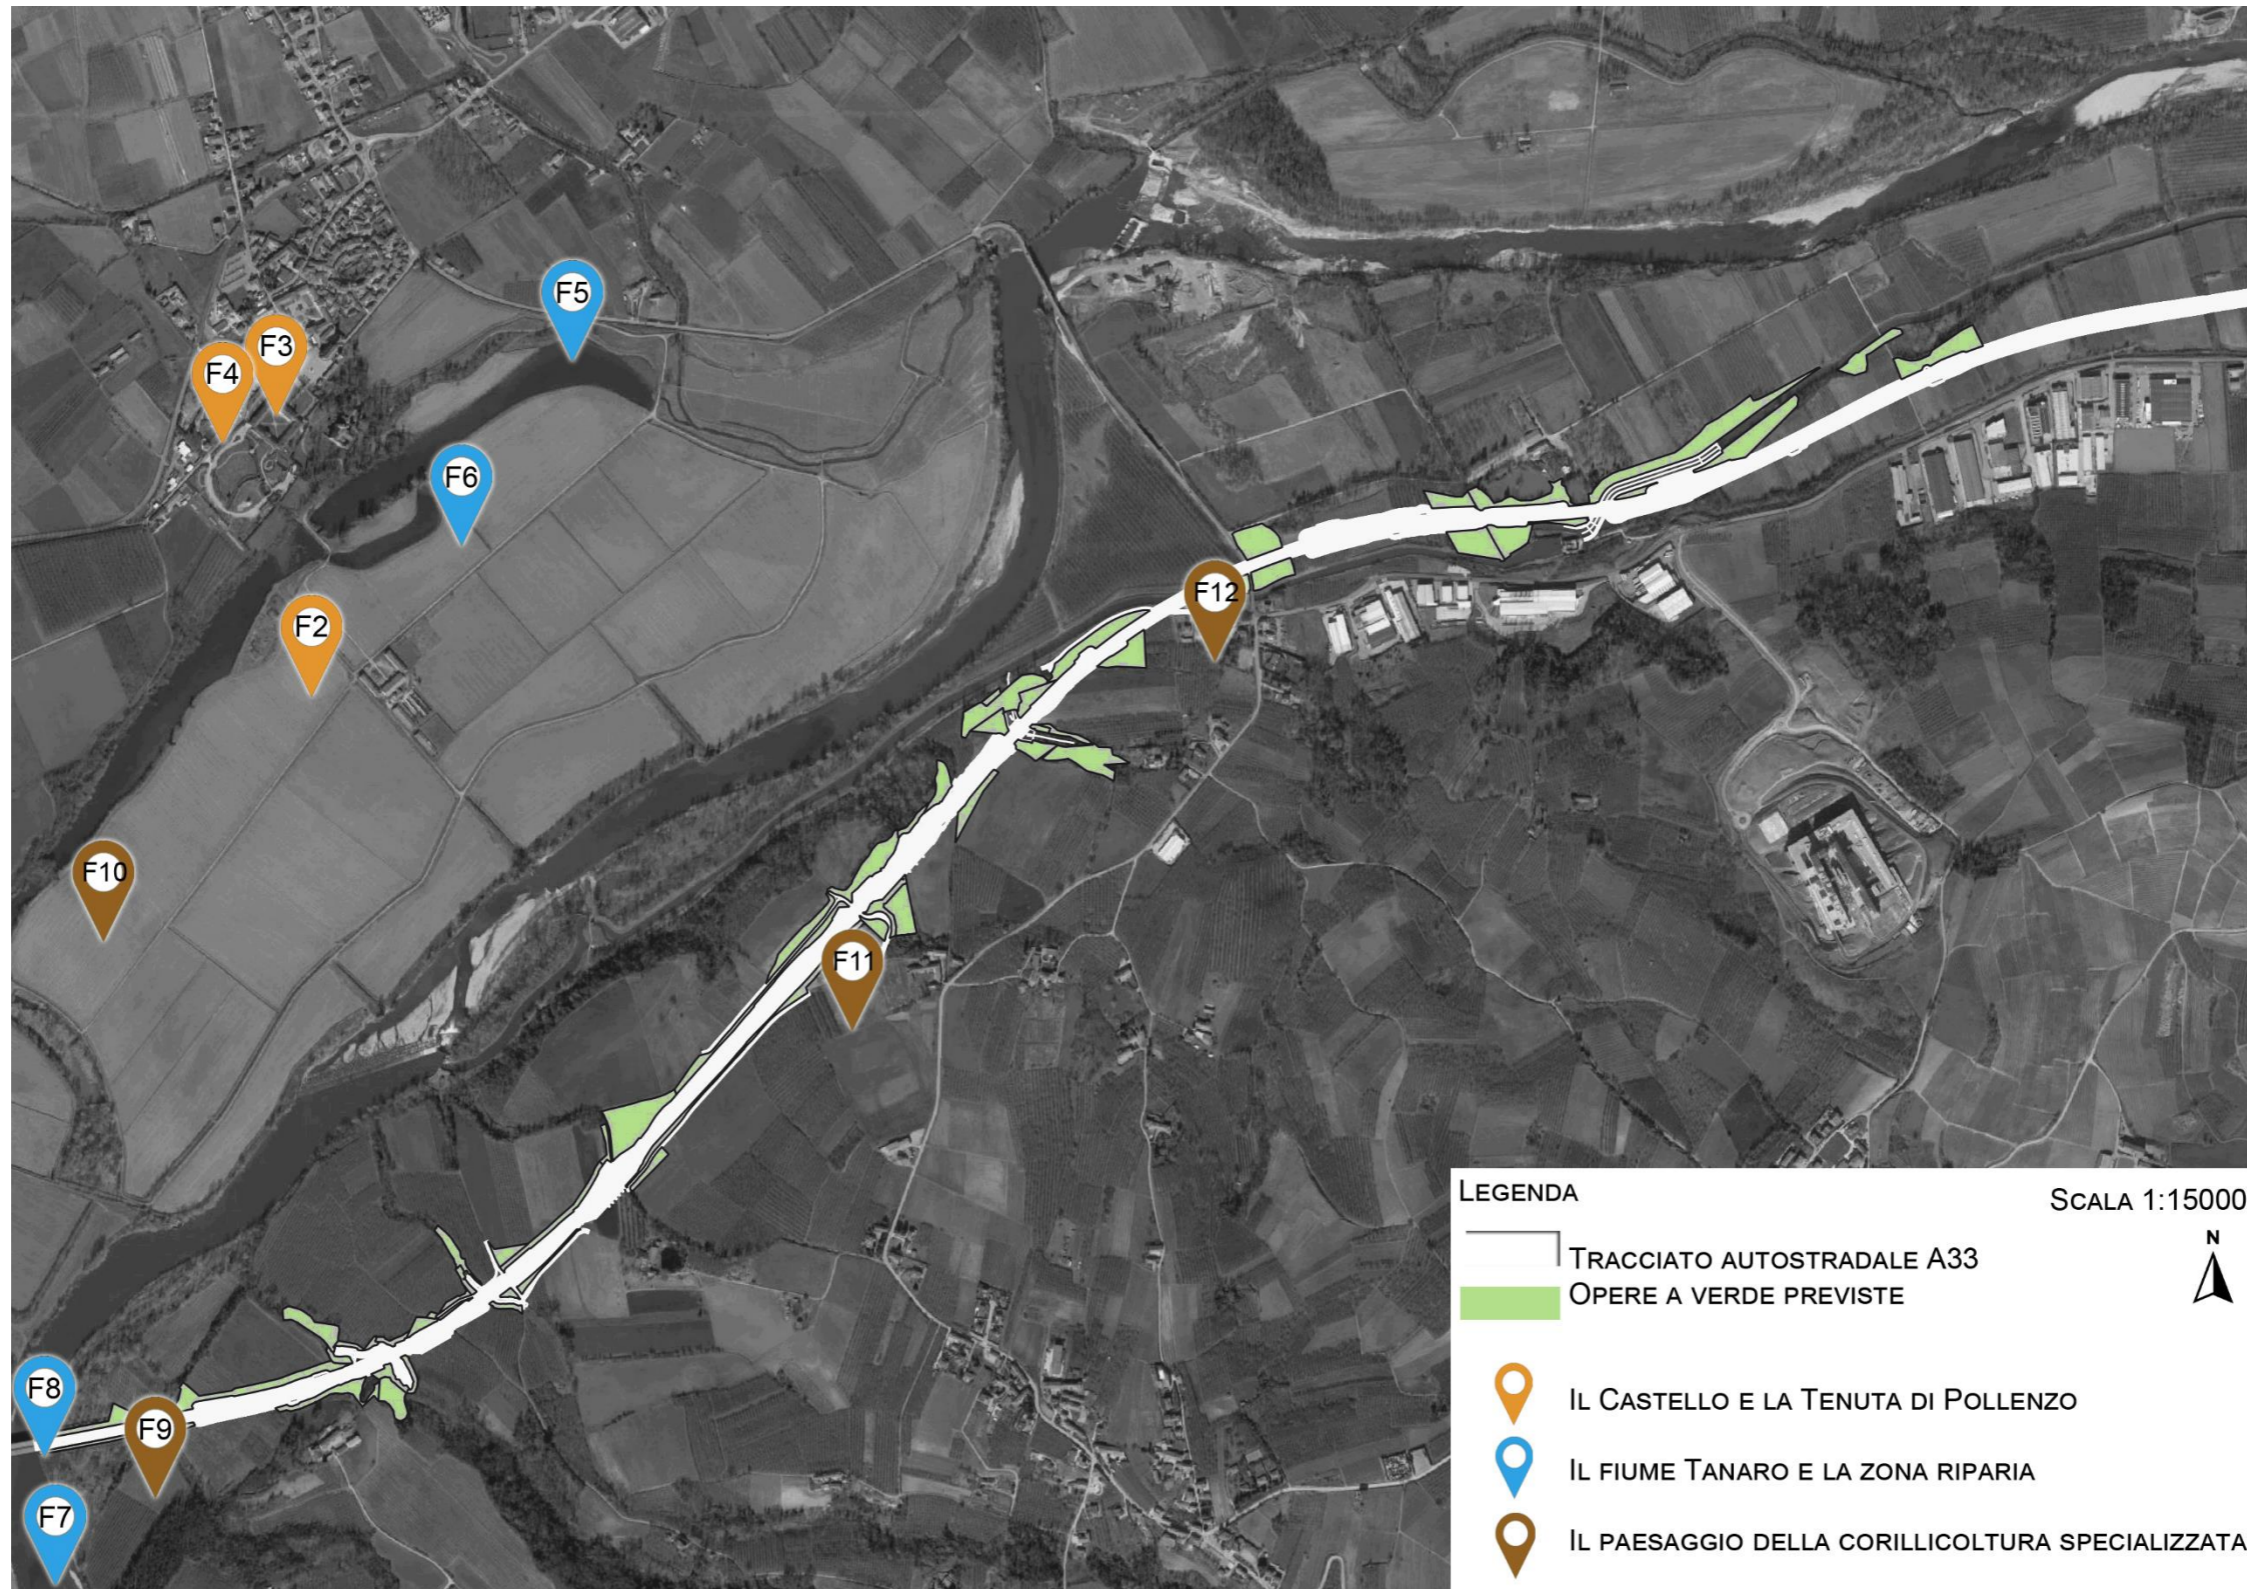 F5
F3
F4
F6
F2
F12
F10
F11
F8
F9
F7
LEGENDA
SCALA 1:15000
N
TRACCIATO AUTOSTRADALE A33
OPERE A VERDE PREVISTE
IL CASTELLO E LA TENUTA DI POLLENZO
IL FIUME TANARO E LA ZONA RIPARIA
IL PAESAGGIO DELLA CORILLICOLTURA SPECIALIZZATA